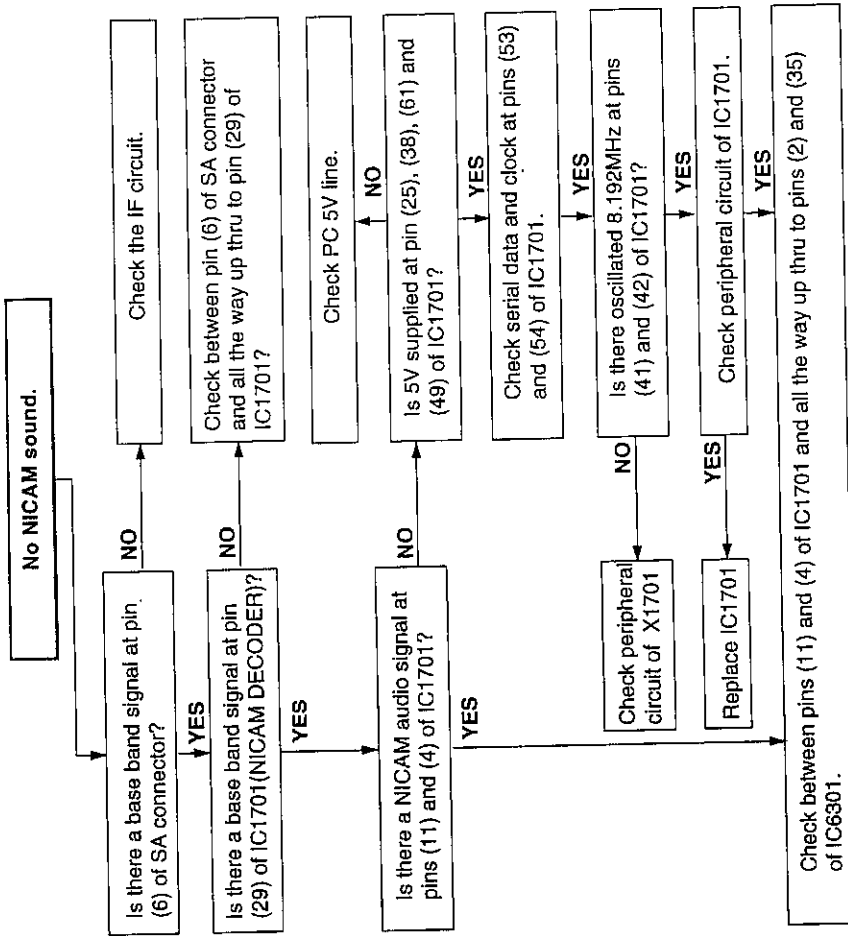 No NICAM sound.
Is there a base band signal at pin
(6) of SA connector?
NO
Check the IF circuit.
YES
Is there a base band signal at pin
(29) of IC1701(NICAM DECODER)?
NO
Check between pin (6) of SA connector
and all the way up thru to pin (29) of
IC1701?
YES
Check PC 5V line.
NO
Is there a NICAM audio signal at
pins (11) and (4) of IC1701?
NO
Is 5V supplied at pin (25), (38), (61) and
(49) of IC1701?
YES
YES
Check serial data and clock at pins (53)
and (54) of IC1701.
YES
Is there oscillated 8.192MHz at pins
(41) and (42) of IC1701?
NO
Check peripheral
circuit of X1701
YES
Check peripheral circuit of IC1701.
YES
Replace IC1701
YES
Check between pins (11) and (4) of IC1701 and all the way up thru to pins (2) and (35)
of IC6301.